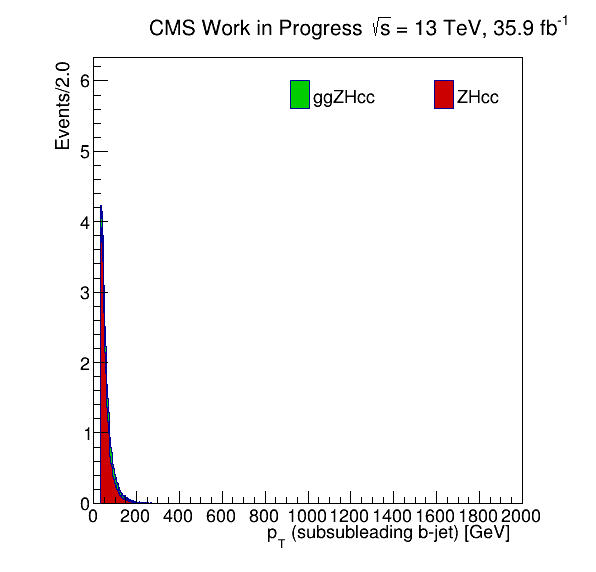 CMS Work in Progress √s = 13 TeV, 35.9 fb-1
Events/2.0
ggZHcc
ZHcc
6
5
4
3
2
1
0
0 200 400 600 800 1000 1200 1400 1600 1800 2000
pT (subsubleading b-jet) [GeV]